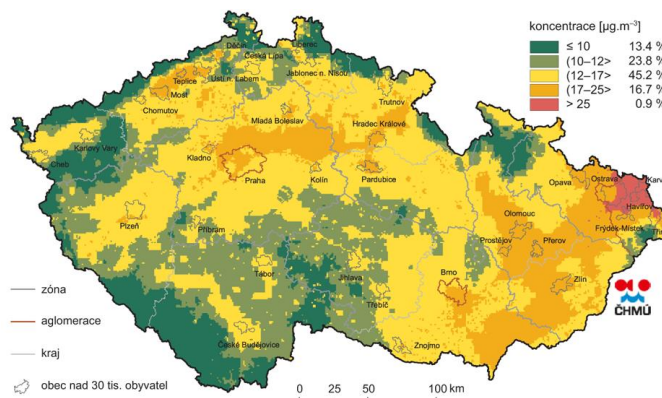 koncentrace [µg.m⁻³]
≤ 10 13.4 %
(10–12> 23.8 %
(12–17> 45.2 %
(17–25> 16.7 %
> 25 0.9 %
Děčín
Liberec
Česká Lípa
Teplice
Ústí n. Labem
Jablonec n. Nisou
Most
Chomutov
Trutnov
Mladá Boleslav
Hradec Králové
Karlovy Vary
Cheb
Kladno
Praha
Kolín
Pardubice
Opava
Ostrava
Karv
Havířov
Frýdek-Místek
Tři
Plzeň
Příbram
Olomouc
Prostějov
Přerov
Tábor
Jihlava
Brno
Zlín
Třebíč
České Budějovice
Znojmo
ČHMÚ
zóna
aglomerace
kraj
obec nad 30 tis. obyvatel
0 25 50 100 km